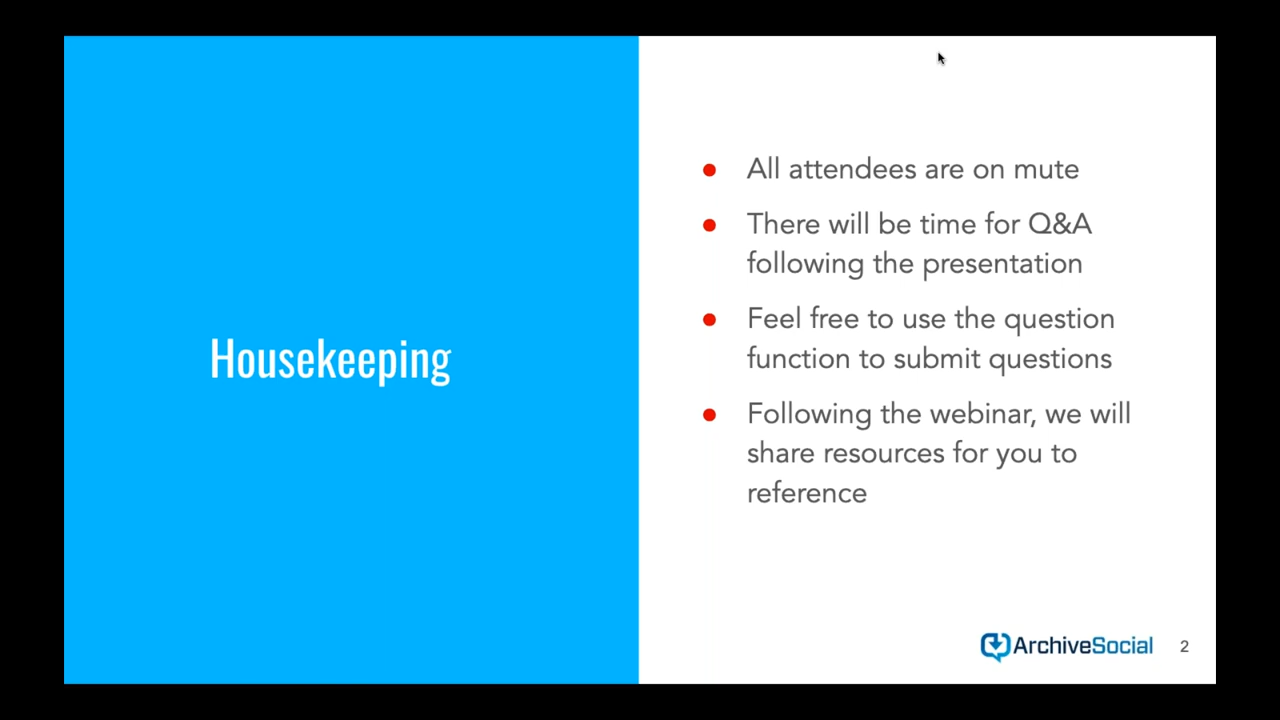 Housekeeping
All attendees are on mute
There will be time for Q&A
following the presentation
Feel free to use the question
function to submit questions
Following the webinar, we will
share resources for you to
reference
ArchiveSocial
2